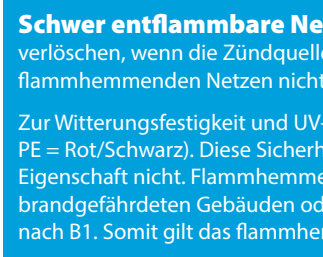 Schwer entflammbare Ne
verlöschen, wenn die Zündquelle
flammhemmenden Netzen nicht
Zur Witterungsfestigkeit und UV-
PE = Rot/Schwarz). Diese Sicherh
Eigenschaft nicht. Flammhemme
brandgefährdeten Gebäuden od
nach B1. Somit gilt das flammher